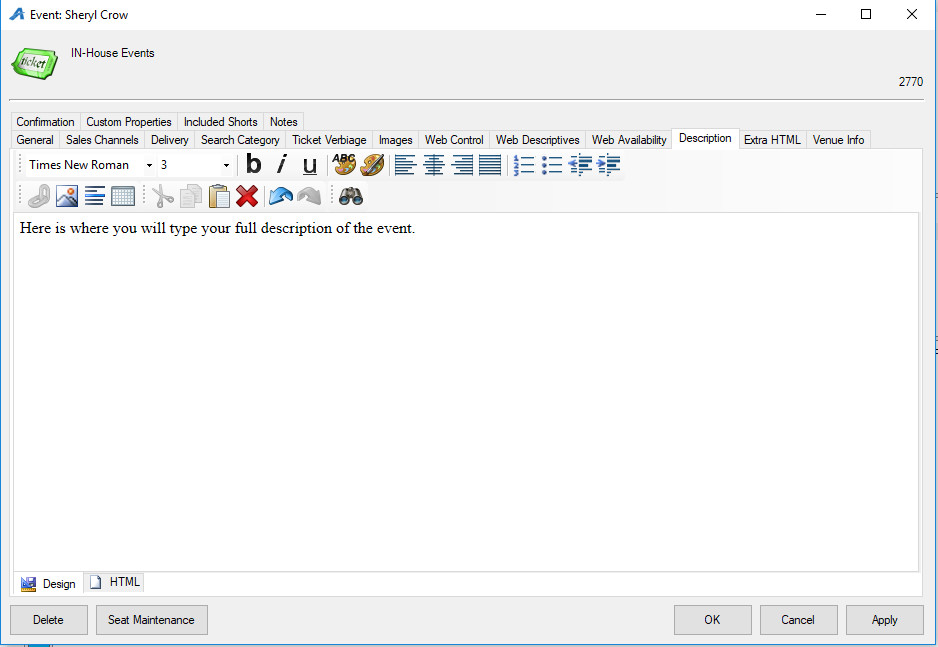 Event: Sheryl Crow
ticket
IN-House Events
2770
Confirmation Custom Properties Included Shorts Notes
General Sales Channels Delivery Search Category Ticket Verbiage Images Web Control Web Descriptives Web Availability Description Extra HTML Venue Info
Times New Roman 3 b i u ABC
Here is where you will type your full description of the event.
Design HTML
Delete Seat Maintenance OK Cancel Apply